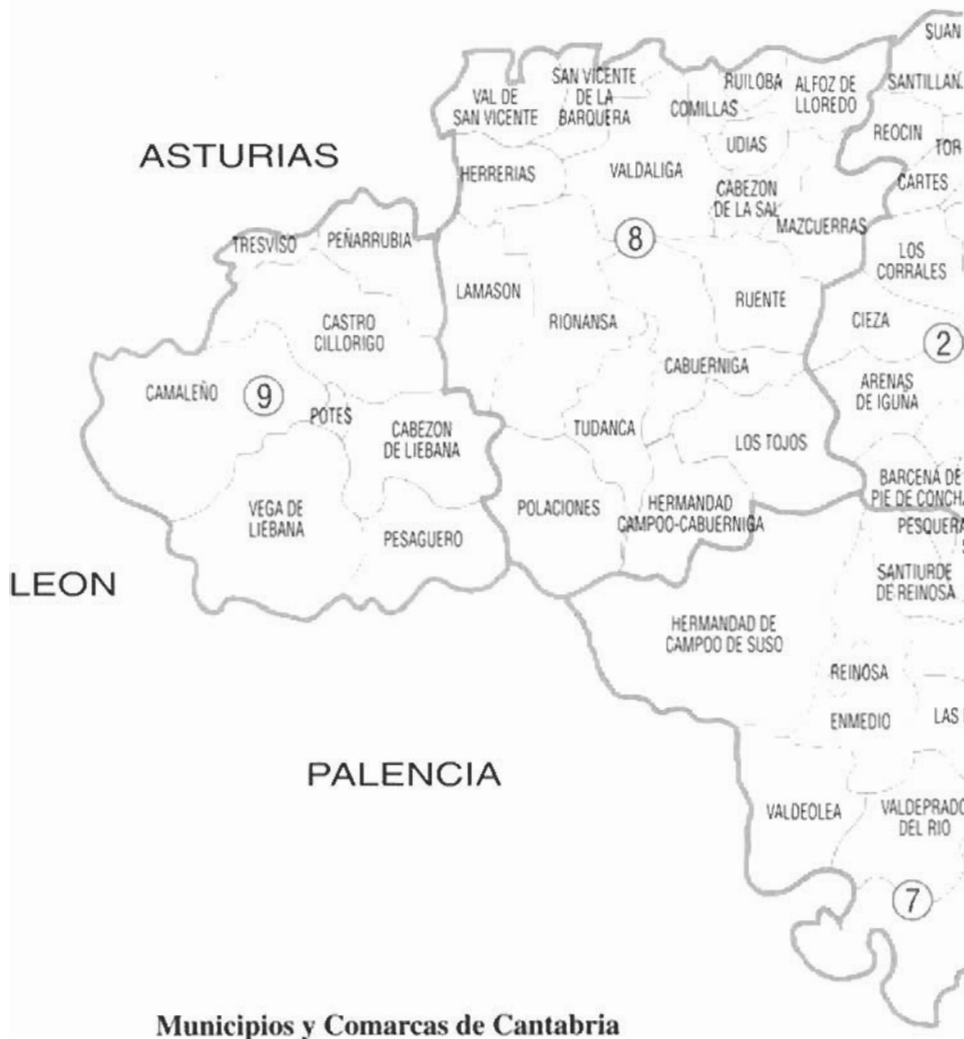 SUAN
SANTILLAN
VAL DE
SAN VICENTE
SAN VICENTE
DE LA
BARQUERA
COMILLAS
RUILOBA
ALFOZ DE
LLOREDO
REOCIN
TOR
UDIAS
ASTURIAS
HERRERIAS
VALDALIGA
CABEZON
DE LA SAL
CARTES
MAZCUERRAS
TRESVISO
PEÑARRUBIA
8
LOS
CORRALES
LAMASON
RIONANSA
RUENTE
CASTRO
CILLORIGO
CIEZA
2
CABUERNIGA
CAMALEÑO
9
POTES
ARENAS
DE IGUÑA
CABEZON
DE LIEBANA
TUDANCA
LOS TOJOS
BARCENA DE
PIE DE CONCHA
VEGA DE
LIEBANA
POLACIONES
HERMANDAD
CAMPOO-CABUERNIGA
PESQUERA
S
PESAGUERO
LEON
SANTIURDE
DE REINOSA
HERMANDAD DE
CAMPOO DE SUSO
REINOSA
ENMEDIO
LAS
PALENCIA
VALDEOLEA
VALDEPRADO
DEL RIO
7
Municipios y Comarcas de Cantabria